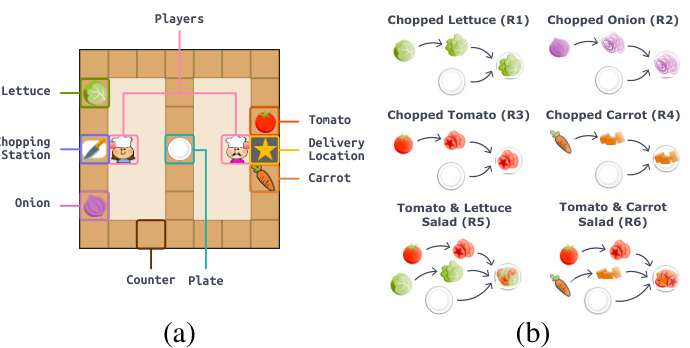 Players
Lettuce
Tomato
Chopping
Station
Delivery
Location
Carrot
Onion
Counter
Plate
(a)
Chopped Lettuce (R1)
Chopped Onion (R2)
Chopped Tomato (R3)
Chopped Carrot (R4)
Tomato & Lettuce
Salad (R5)
Tomato & Carrot
Salad (R6)
(b)